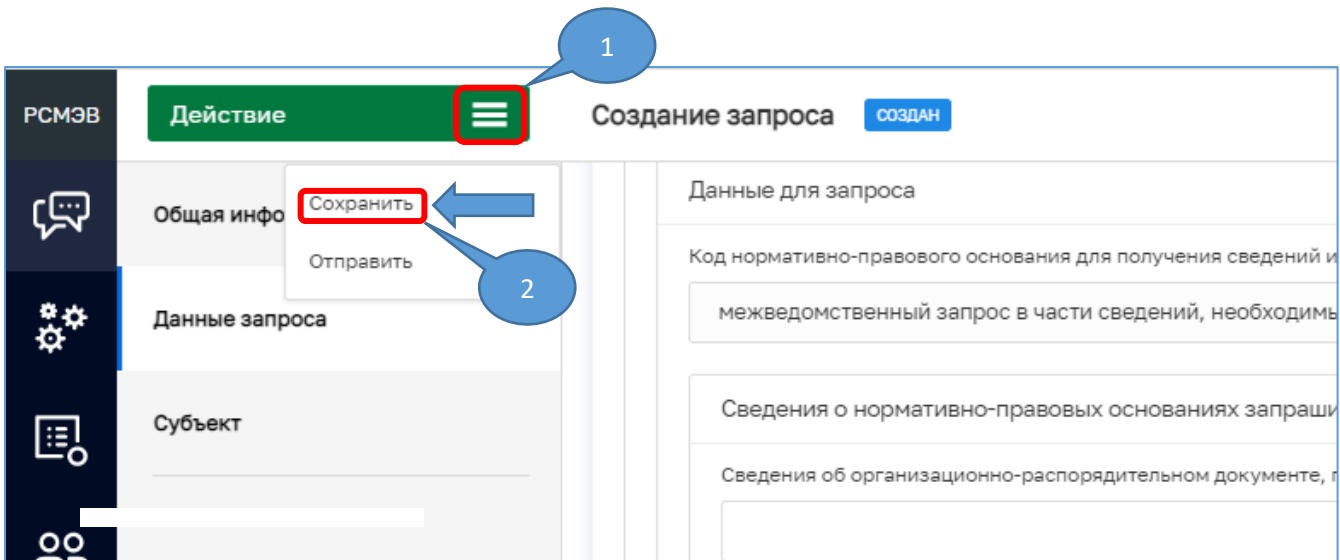 1
РСМЭВ
Действие
Создание запроса
СОЗДАН
Сохранить
Отправить
2
Общая инфо
Данные запроса
Субъект
Данные для запроса
Код нормативно-правового основания для получения сведений и
межведомственный запрос в части сведений, необходимы
Сведения о нормативно-правовых основаниях запраши
Сведения об организационно-распорядительном документе,